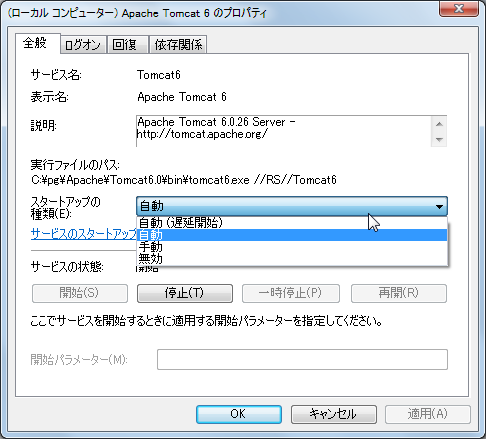 (ローカル コンピューター) Apache Tomcat 6 のプロパティ
全般 ログオン 回復 依存関係
サービス名: Tomcat6
表示名: Apache Tomcat 6
説明: Apache Tomcat 6.0.26 Server -
http://tomcat.apache.org/
実行ファイルのパス:
C:¥pg¥Apache¥Tomcat6.0¥bin¥tomcat6.exe //RS//Tomcat6
スタートアップの
種類(E): 自動
自動 (遅延開始)
サービスのスタートアップ 自動
手動
無効
サービスの状態: 開始
開始(S) 停止(T) 一時停止(P) 再開(R)
ここでサービスを開始するときに適用する開始パラメーターを指定してください。
開始パラメーター(M):
OK キャンセル 適用(A)